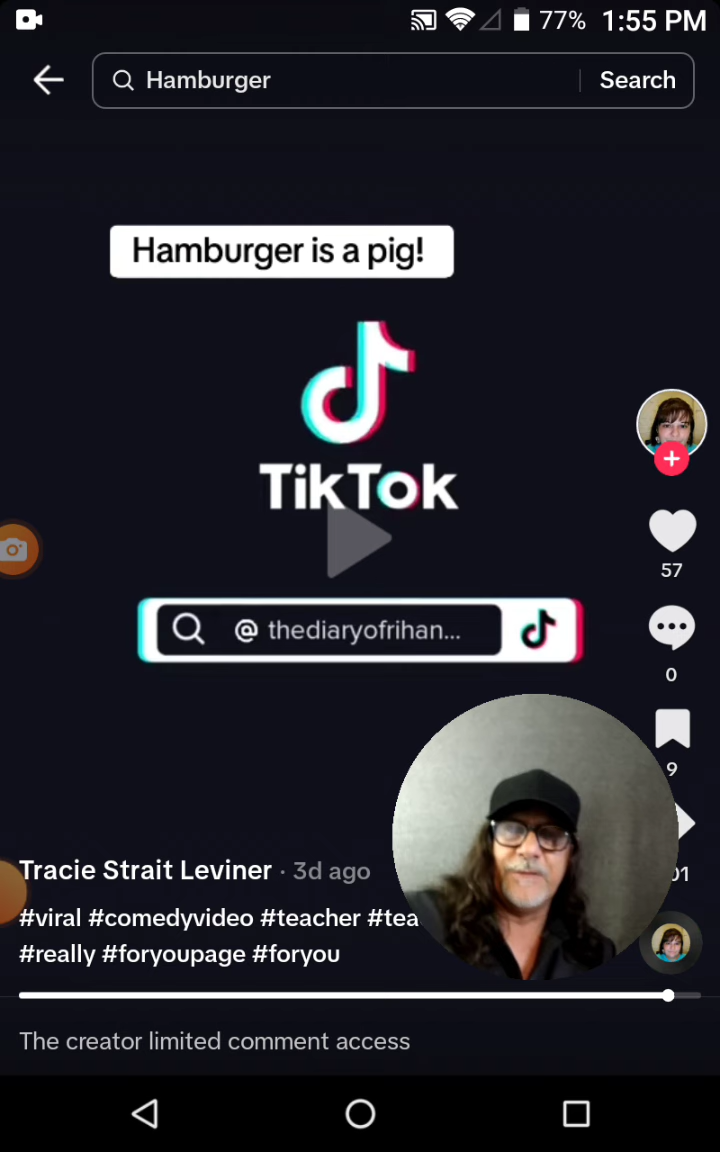 77% 1:55 PM
Hamburger Search
Hamburger is a pig!
TikTok
@ thediaryofrihan...
57
0
9
01
Tracie Strait Leviner · 3d ago
#viral #comedyvideo #teacher #tea
#really #foryoupage #foryou
The creator limited comment access